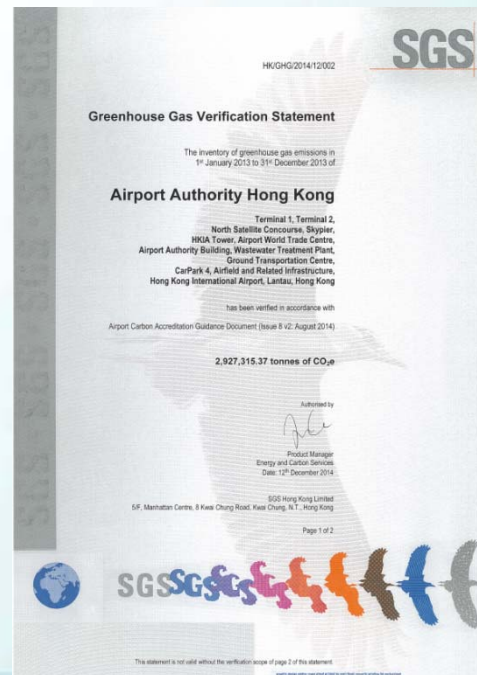 SGS
HK/GHG/2014/12/002
Greenhouse Gas Verification Statement
The inventory of greenhouse gas emissions in
1st January 2013 to 31st December 2013 of
Airport Authority Hong Kong
Terminal 1, Terminal 2,
North Satellite Concourse, Skypier,
HKIA Tower, Airport World Trade Centre,
Airport Authority Building, Wastewater Treatment Plant,
Ground Transportation Centre,
CarPark 4, Airfield and Related Infrastructure,
Hong Kong International Airport, Lantau, Hong Kong
has been verified in accordance with
Airport Carbon Accreditation Guidance Document (Issue 8 v2: August 2014)
2,927,315.37 tonnes of CO₂e
Authorised by
Product Manager
Energy and Carbon Services
Date: 12th December 2014
SGS Hong Kong Limited
5/F, Manhattan Centre, 8 Kwai Chung Road, Kwai Chung, N.T., Hong Kong
Page 1 of 2
SGS SGS SGS
This statement is not valid without the verification scope of page 2 of this statement